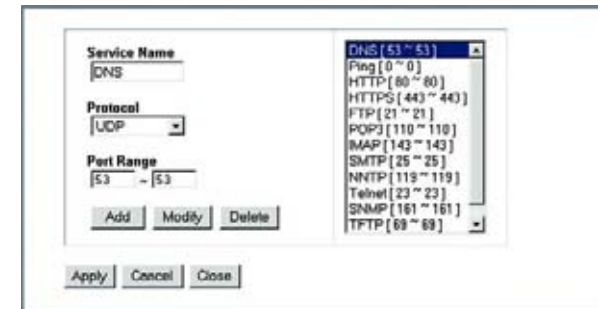 Service Name
DNS
Protocol
UDP
Port Range
53 ~ 53
Add Modify Delete
DNS [ 53 ~ 53 ]
Ping [ 0 ~ 0 ]
HTTP [ 80 ~ 80 ]
HTTPS [ 443 ~ 443 ]
FTP [ 21 ~ 21 ]
POP3 [ 110 ~ 110 ]
IMAP [ 143 ~ 143 ]
SMTP [ 25 ~ 25 ]
NNTP [ 119 ~ 119 ]
Telnet [ 23 ~ 23 ]
SNMP [ 161 ~ 161 ]
TFTP [ 69 ~ 69 ]
Apply Cancel Close